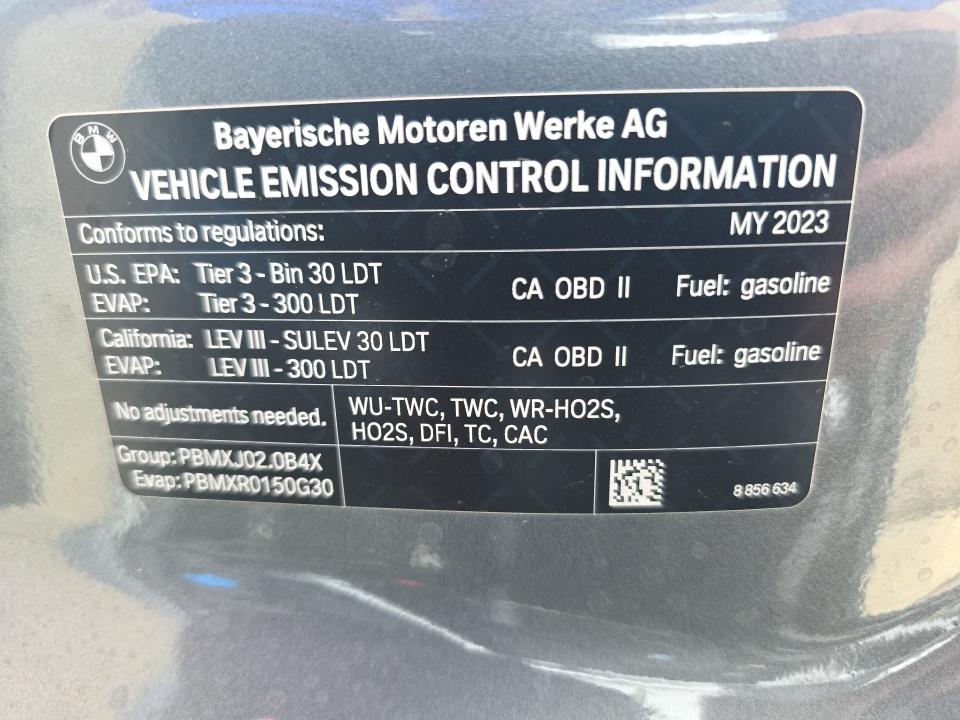 BMW
Bayerische Motoren Werke AG
VEHICLE EMISSION CONTROL INFORMATION
Conforms to regulations: MY 2023
U.S. EPA: Tier 3 - Bin 30 LDT CA OBD II Fuel: gasoline
EVAP: Tier 3 - 300 LDT
California: LEV III - SULEV 30 LDT CA OBD II Fuel: gasoline
EVAP: LEV III - 300 LDT
No adjustments needed. WU-TWC, TWC, WR-HO2S,
HO2S, DFI, TC, CAC
Group: PBMXJ02.0B4X
Evap: PBMXR0150G30
8 856 634